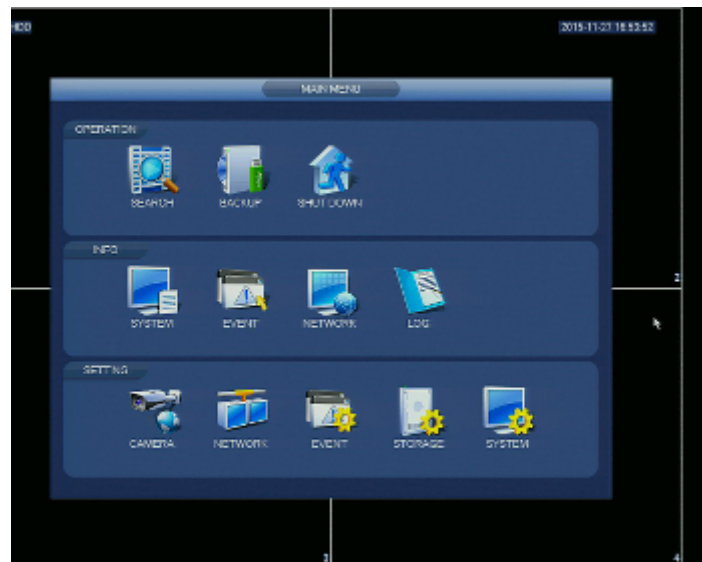 HDD 2015-11-27 16:53:52
MAIN MENU
OPERATION
SEARCH BACKUP SHUTDOWN
INFO
SYSTEM EVENT NETWORK LOG
2
SETTING
CAMERA NETWORK EVENT STORAGE SYSTEM
3 4